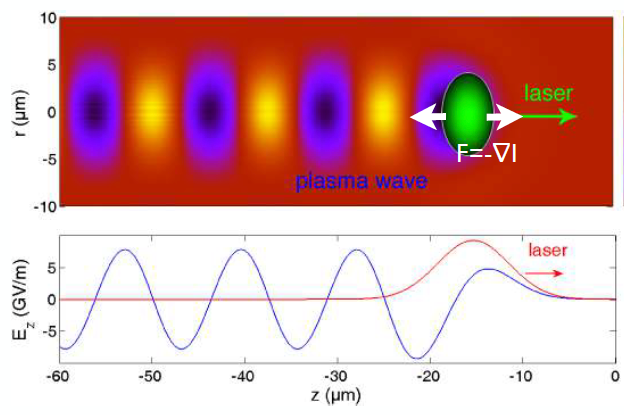 10
5
0
-5
-10
r (μm)
laser
F=-∇I
plasma wave
5
0
-5
E_z (GV/m)
laser
-60 -50 -40 -30 -20 -10 0
z (μm)